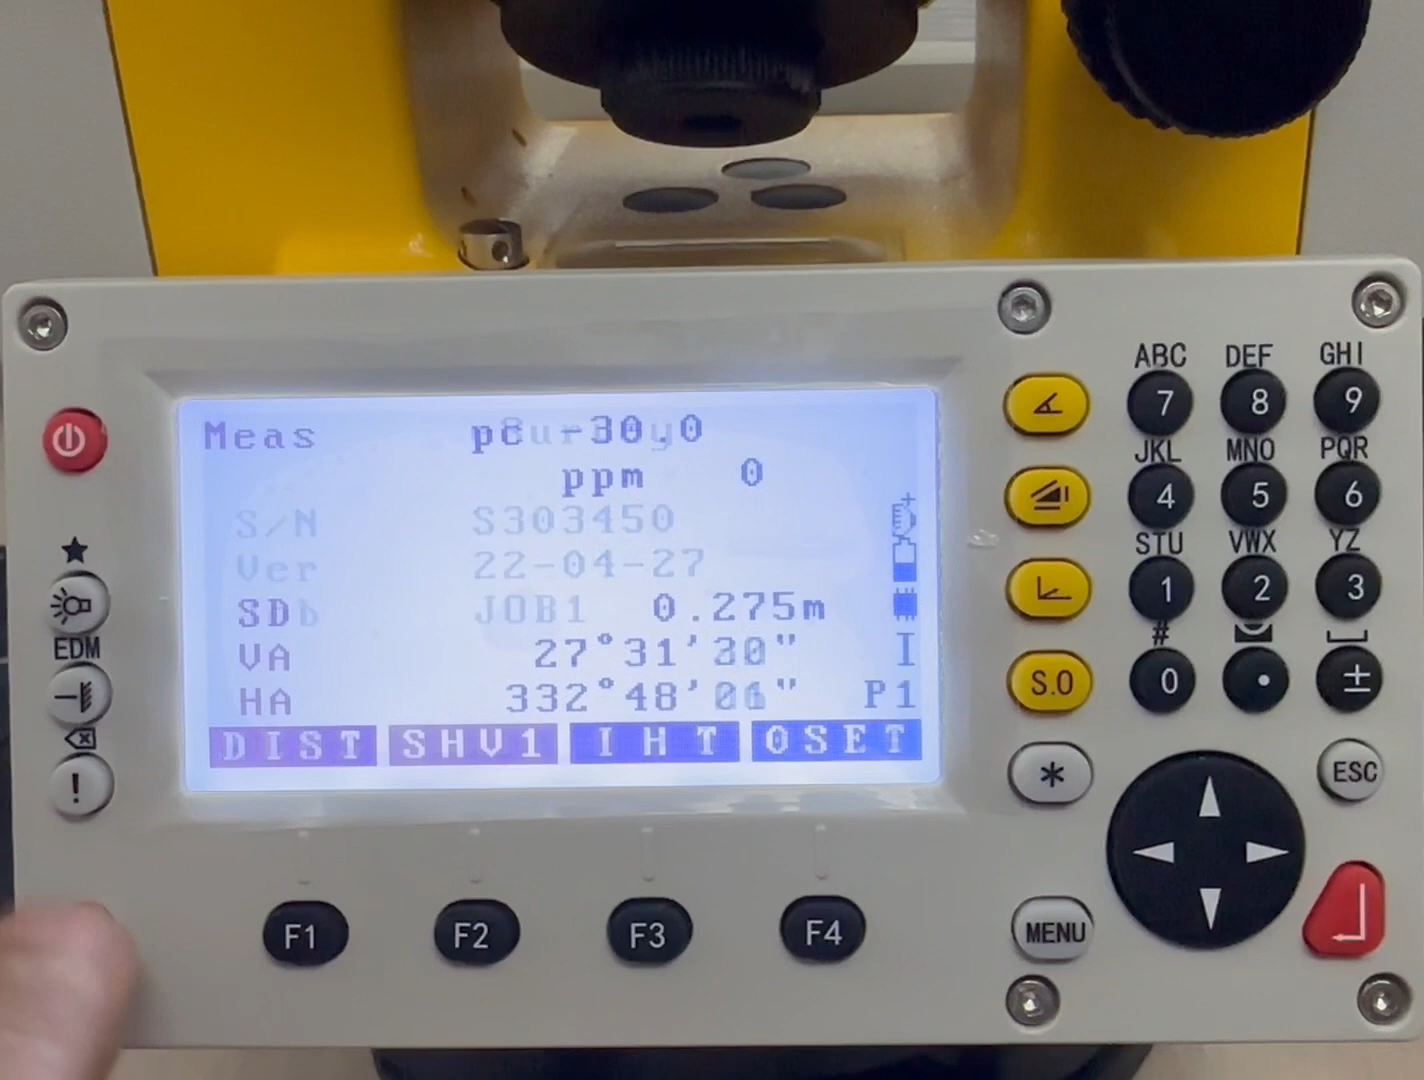 Meas
ppm 0
S/N S303450
Ver 22-04-27
SD JOB1 0.275m
VA 27°31'
HA 332°48' P1
I
DIST SHV1 IHT 0SET
EDM
!
F1 F2 F3 F4
ABC DEF GHI
7 8 9
JKL MNO PQR
4 5 6
STU VWX YZ
1 2 3
#
S.O 0 • ±
* ESC
MENU